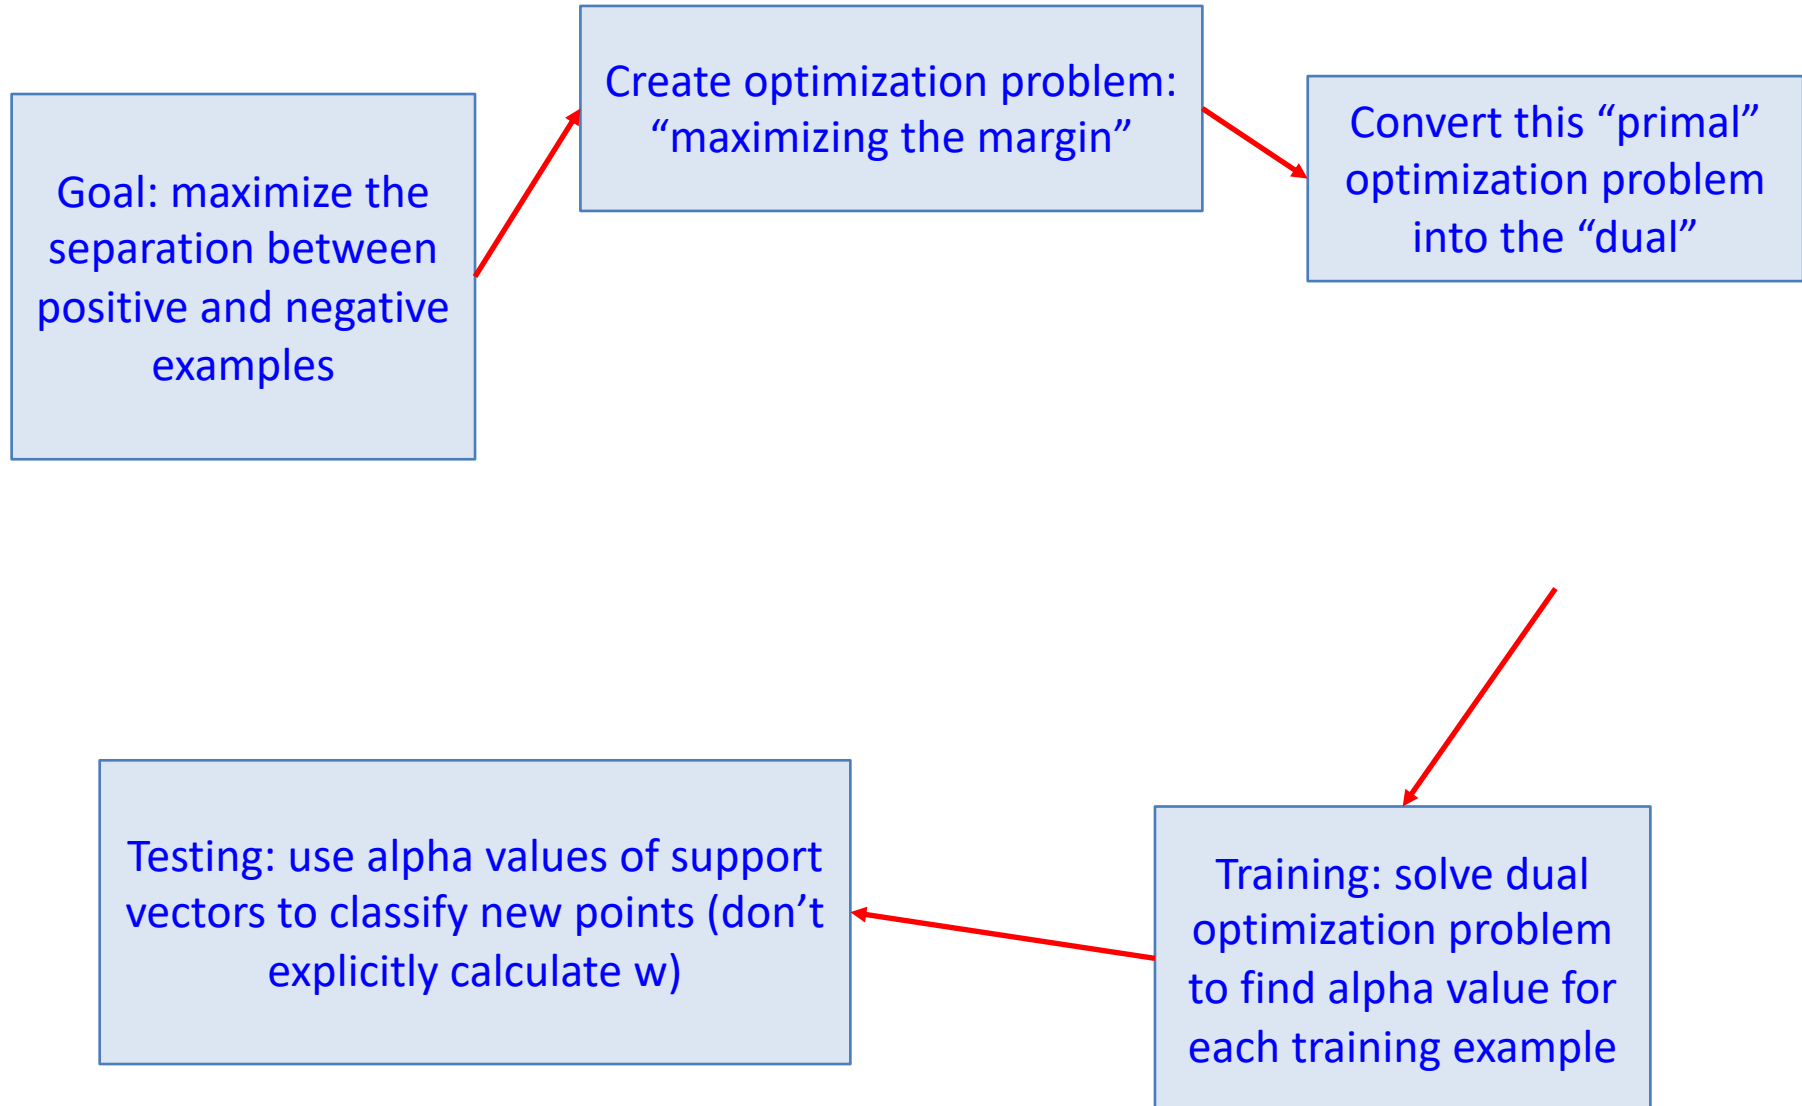 Goal: maximize the
separation between
positive and negative
examples
Create optimization problem:
“maximizing the margin”
Convert this “primal”
optimization problem
into the “dual”
Training: solve dual
optimization problem
to find alpha value for
each training example
Testing: use alpha values of support
vectors to classify new points (don’t
explicitly calculate w)